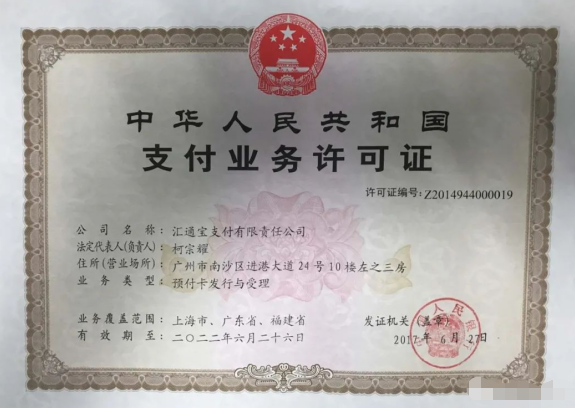 中华人民共和国
支付业务许可证
许可证编号:Z2014944000019
公司名称: 汇通宝支付有限责任公司
法定代表人(负责人): 柯宗耀
住所(营业场所): 广州市南沙区进港大道24号10楼左之三房
业务类型: 预付卡发行与受理
业务覆盖范围: 上海市、广东省、福建省
有效期至: 二〇二二年六月二十六日
发证机关(盖章)
2017年6月27日